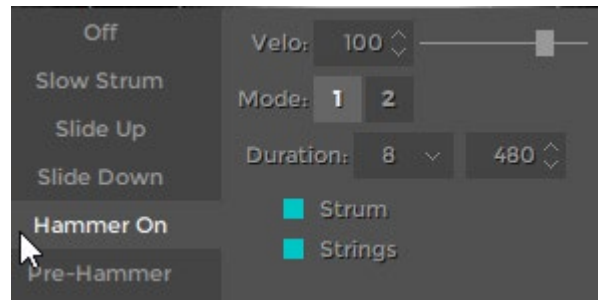 Off
Slow Strum
Slide Up
Slide Down
Hammer On
Pre-Hammer
Velo: 100
Mode: 1 2
Duration: 8 480
Strum
Strings